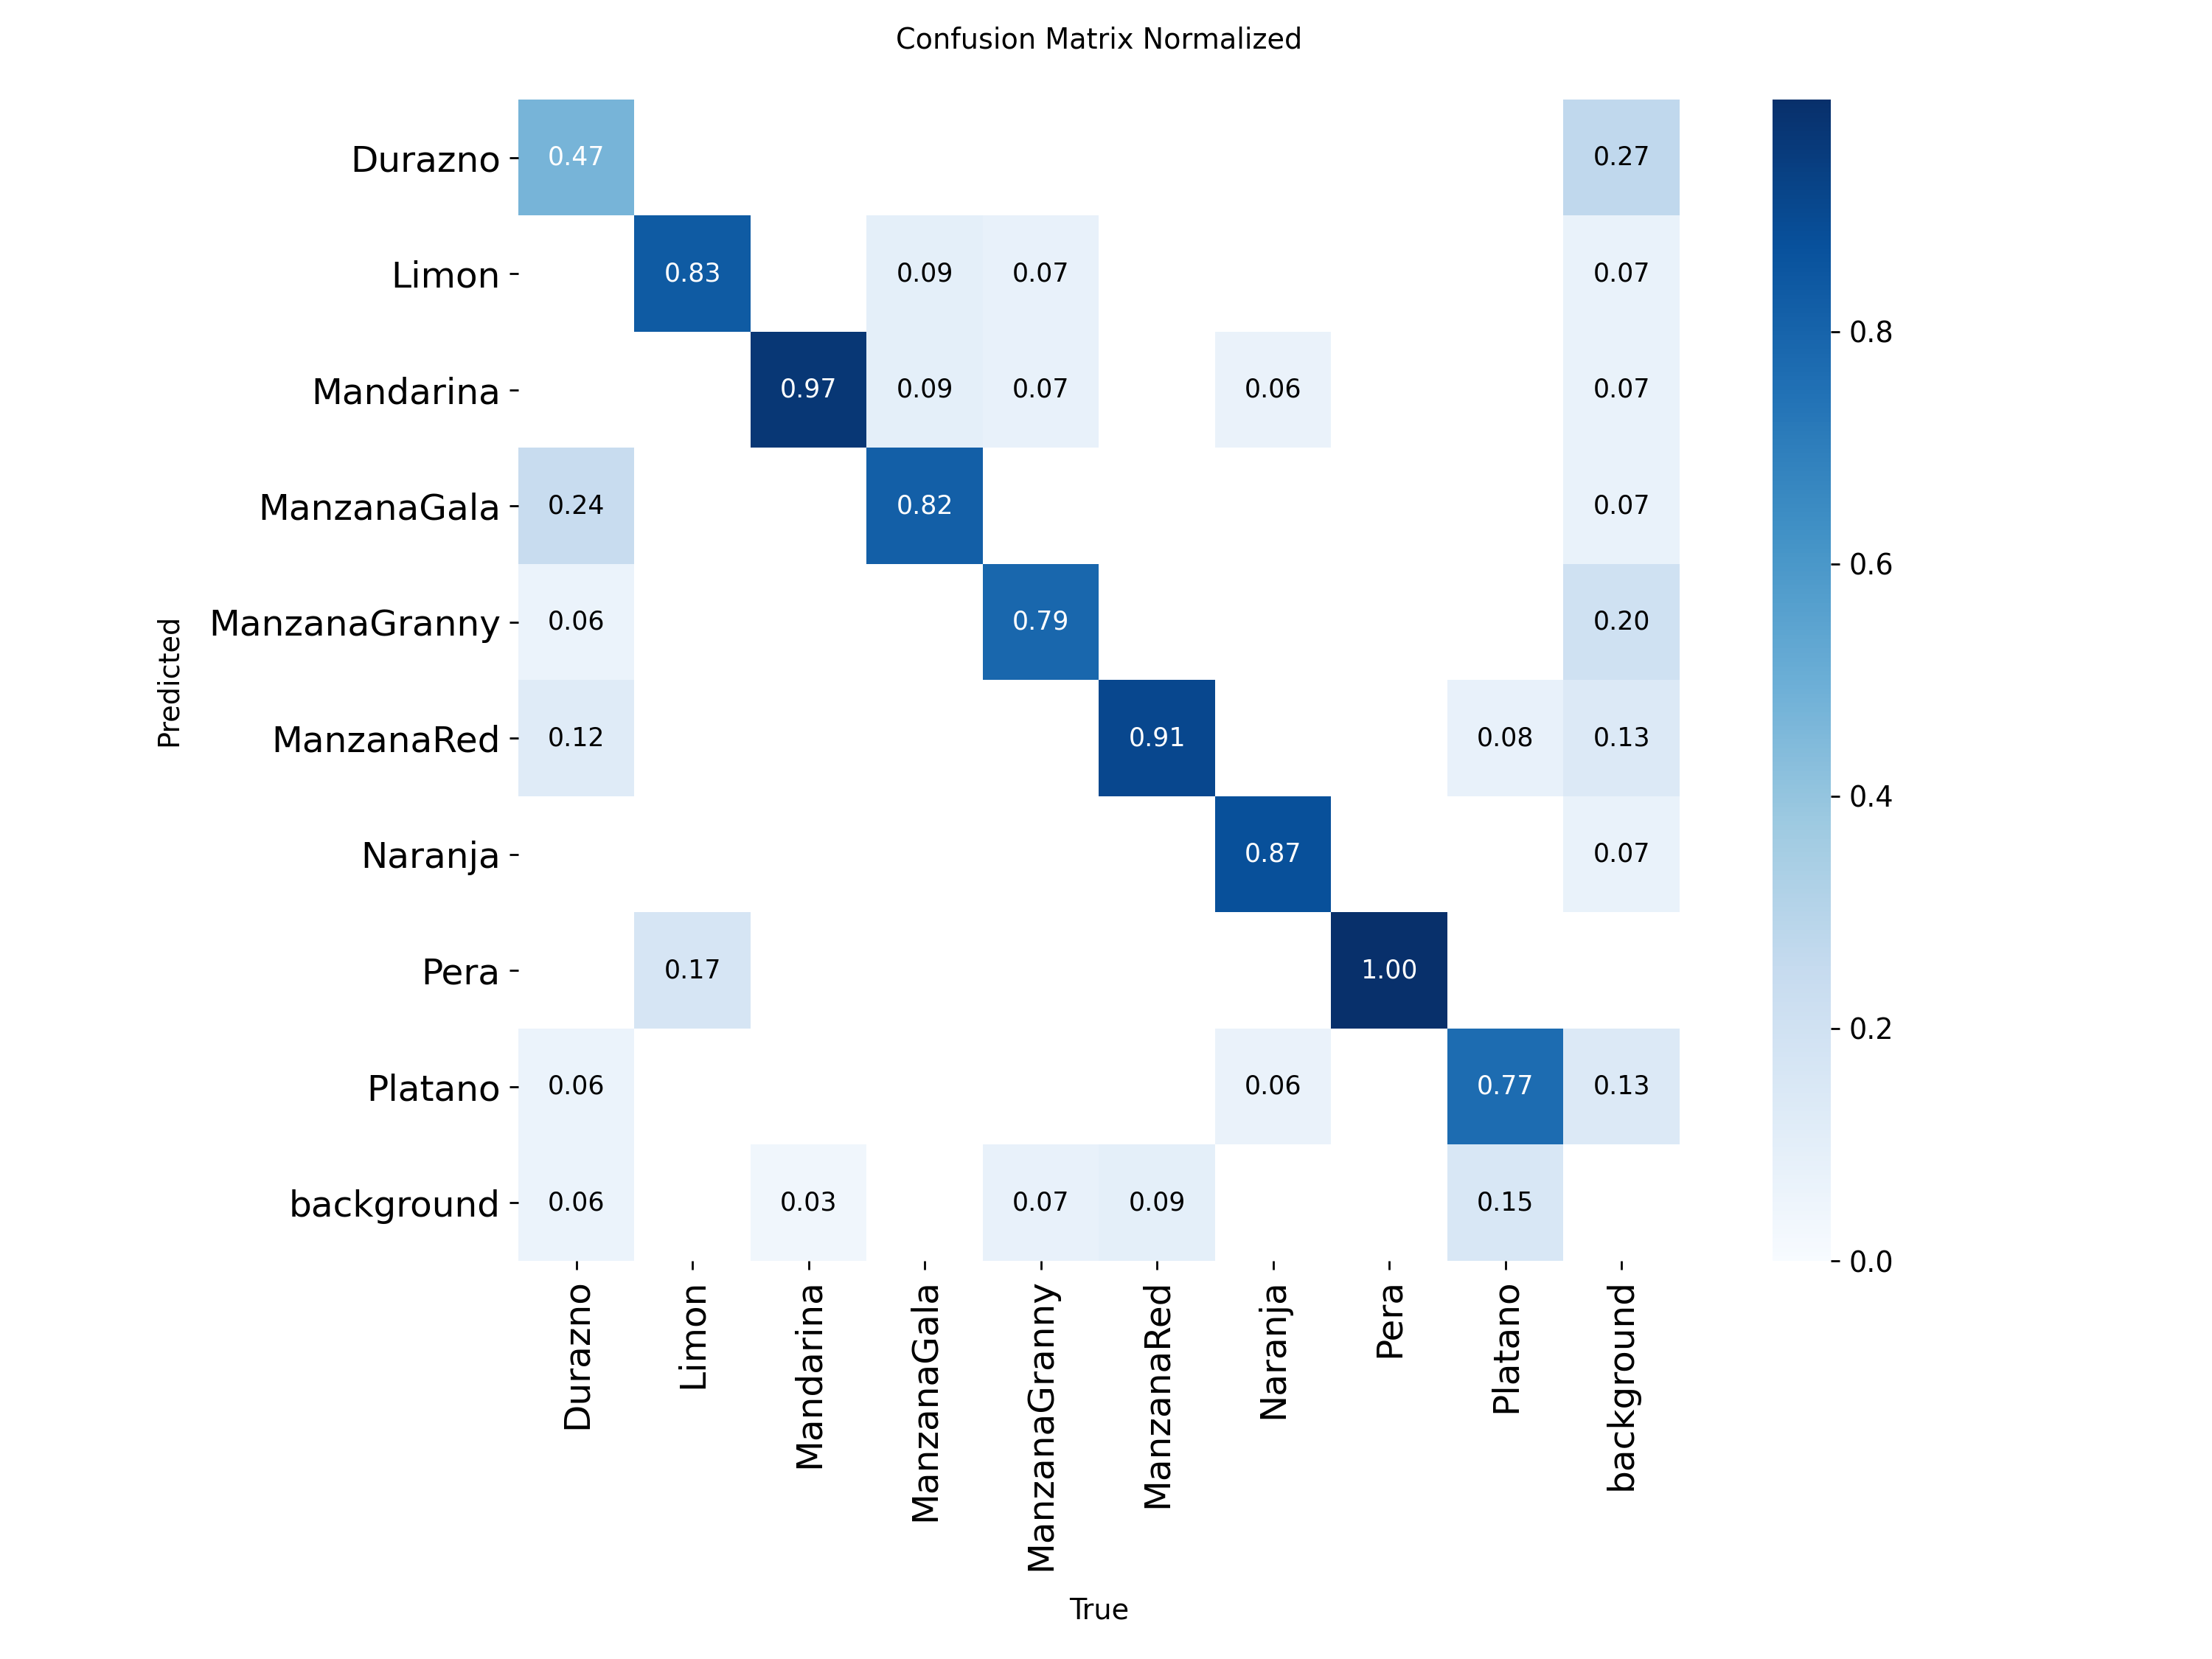 Confusion Matrix Normalized
Durazno 0.47 0.27
Limon 0.83 0.09 0.07 0.07
Mandarina 0.97 0.09 0.07 0.06 0.07
ManzanaGala 0.24 0.82 0.07
ManzanaGranny 0.06 0.79 0.20
ManzanaRed 0.12 0.91 0.08 0.13
Naranja 0.87 0.07
Pera 0.17 1.00
Platano 0.06 0.06 0.77 0.13
background 0.06 0.03 0.07 0.09 0.15
Predicted
Durazno Limon Mandarina ManzanaGala ManzanaGranny ManzanaRed Naranja Pera Platano background
True
0.8
0.6
0.4
0.2
0.0